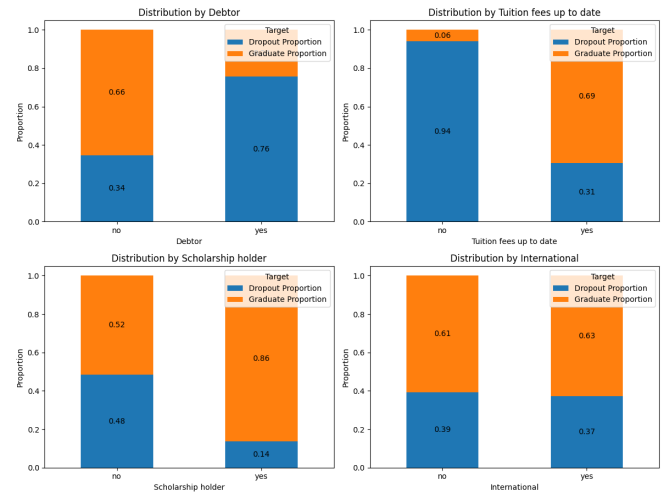 Distribution by Debtor
Target
Dropout Proportion
Graduate Proportion
Proportion
1.0
0.8
0.6
0.4
0.2
0.0
0.66
0.34
0.76
no
yes
Debtor
Distribution by Tuition fees up to date
Target
Dropout Proportion
Graduate Proportion
Proportion
1.0
0.8
0.6
0.4
0.2
0.0
0.06
0.94
0.69
0.31
no
yes
Tuition fees up to date
Distribution by Scholarship holder
Target
Dropout Proportion
Graduate Proportion
Proportion
1.0
0.8
0.6
0.4
0.2
0.0
0.52
0.48
0.86
0.14
no
yes
Scholarship holder
Distribution by International
Target
Dropout Proportion
Graduate Proportion
Proportion
1.0
0.8
0.6
0.4
0.2
0.0
0.61
0.39
0.63
0.37
no
yes
International